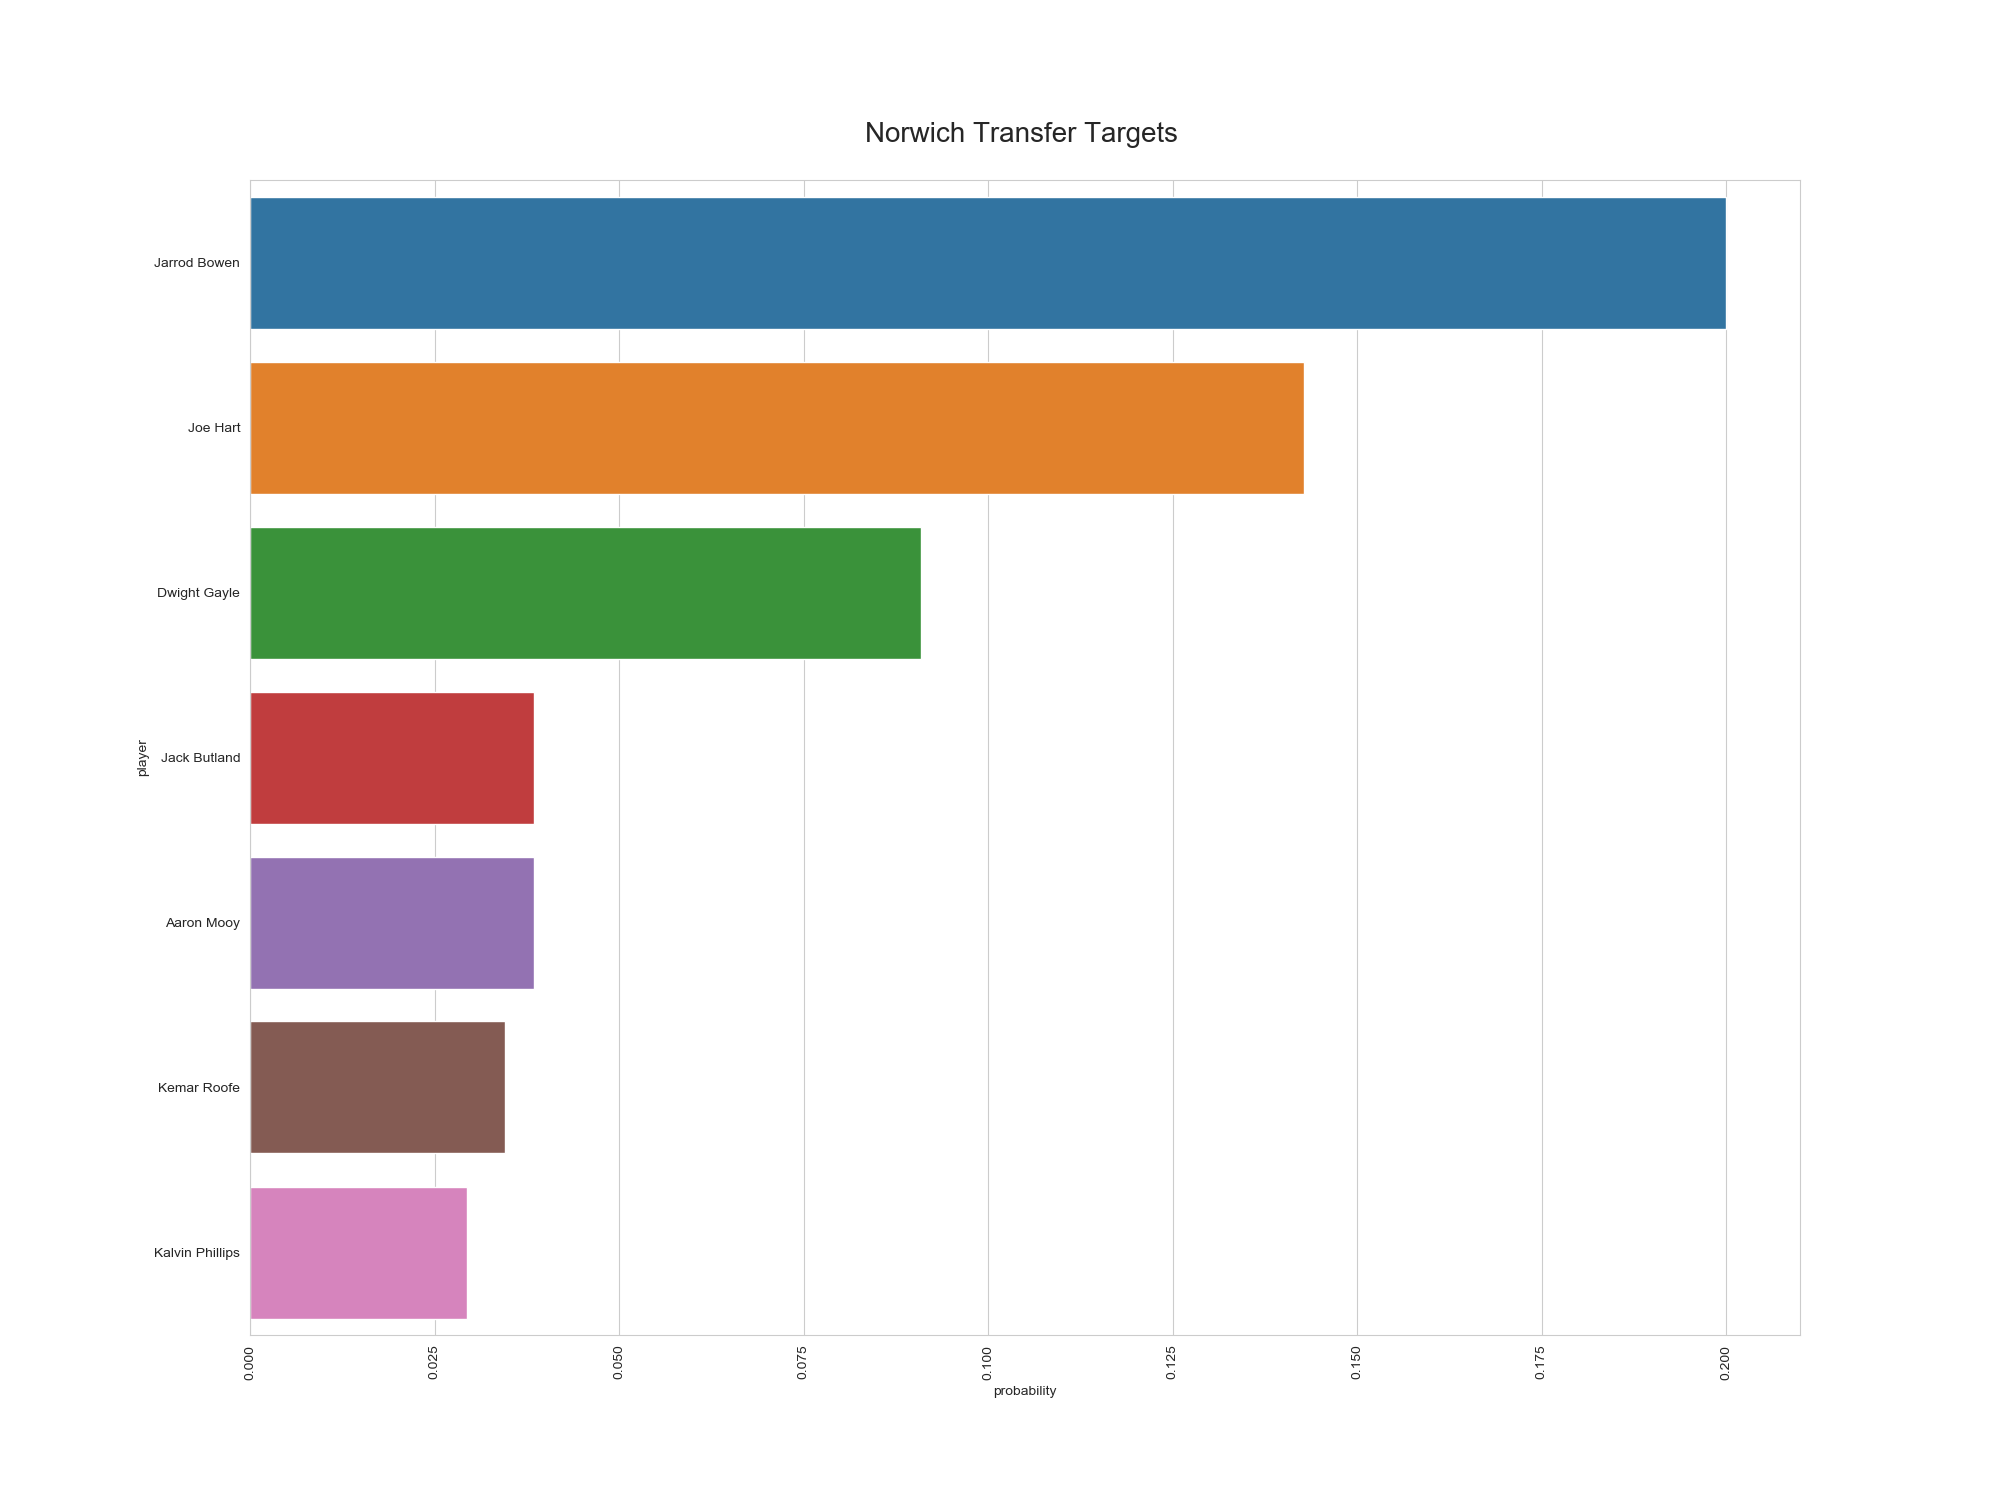 Norwich Transfer Targets
Jarrod Bowen
Joe Hart
Dwight Gayle
Jack Butland
Aaron Mooy
Kemar Roofe
Kalvin Phillips
player
0.000
0.025
0.050
0.075
0.100
0.125
0.150
0.175
0.200
probability